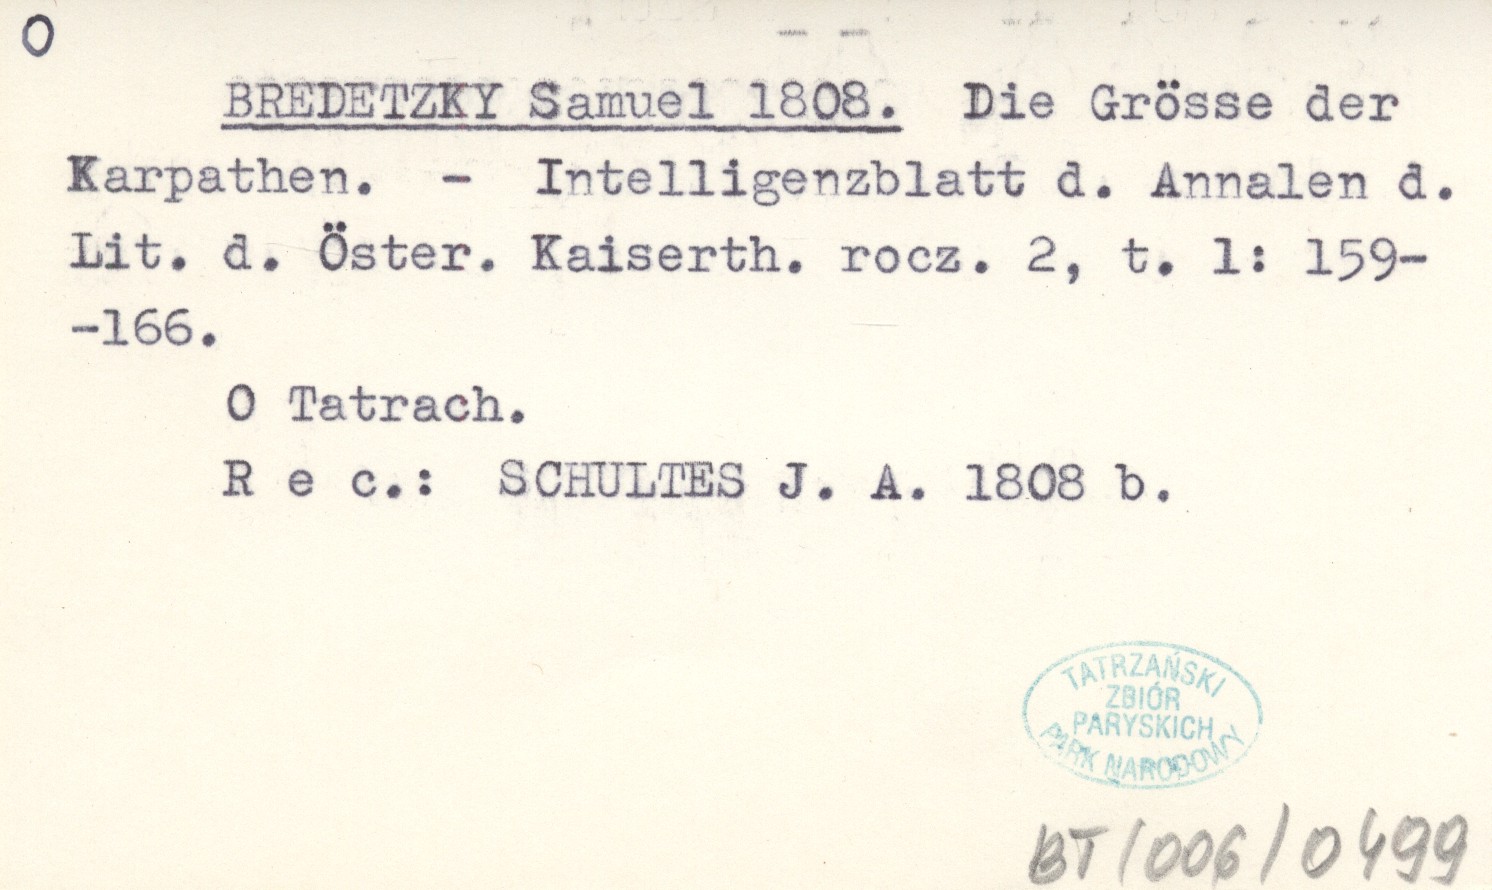 O
BREDETZKY Samuel 1808. Die Grösse der
Karpathen. - Intelligenzblatt d. Annalen d.
Lit. d. Öster. Kaiserth. rocz. 2, t. 1: 159-
-166.
O Tatrach.
R e c.: SCHULTES J. A. 1808 b.
TATRZAŃSKI
ZBIÓR
PARYSKICH
PARK NARODOWY
BT/006/0499